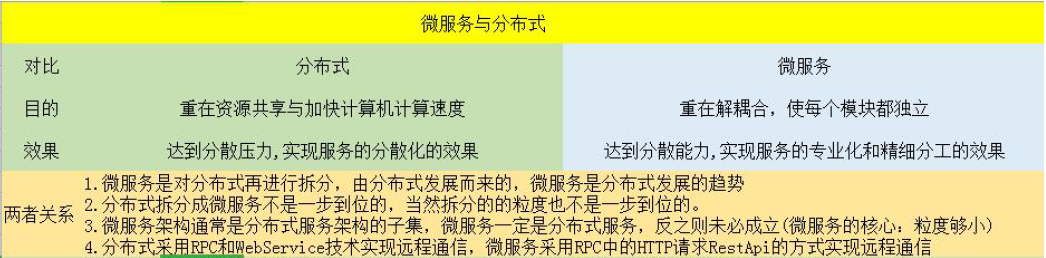 微服务与分布式
对比 分布式 微服务
目的 重在资源共享与加快计算机计算速度 重在解耦合，使每个模块都独立
效果 达到分散压力,实现服务的分散化的效果 达到分散能力,实现服务的专业化和精细分工的效果
两者关系
1.微服务是对分布式再进行拆分，由分布式发展而来的，微服务是分布式发展的趋势
2.分布式拆分成微服务不是一步到位的，当然拆分的的粒度也不是一步到位的。
3.微服务架构通常是分布式服务架构的子集，微服务一定是分布式服务，反之则未必成立(微服务的核心：粒度够小)
4.分布式采用RPC和WebService技术实现远程通信，微服务采用RPC中的HTTP请求RestApi的方式实现远程通信